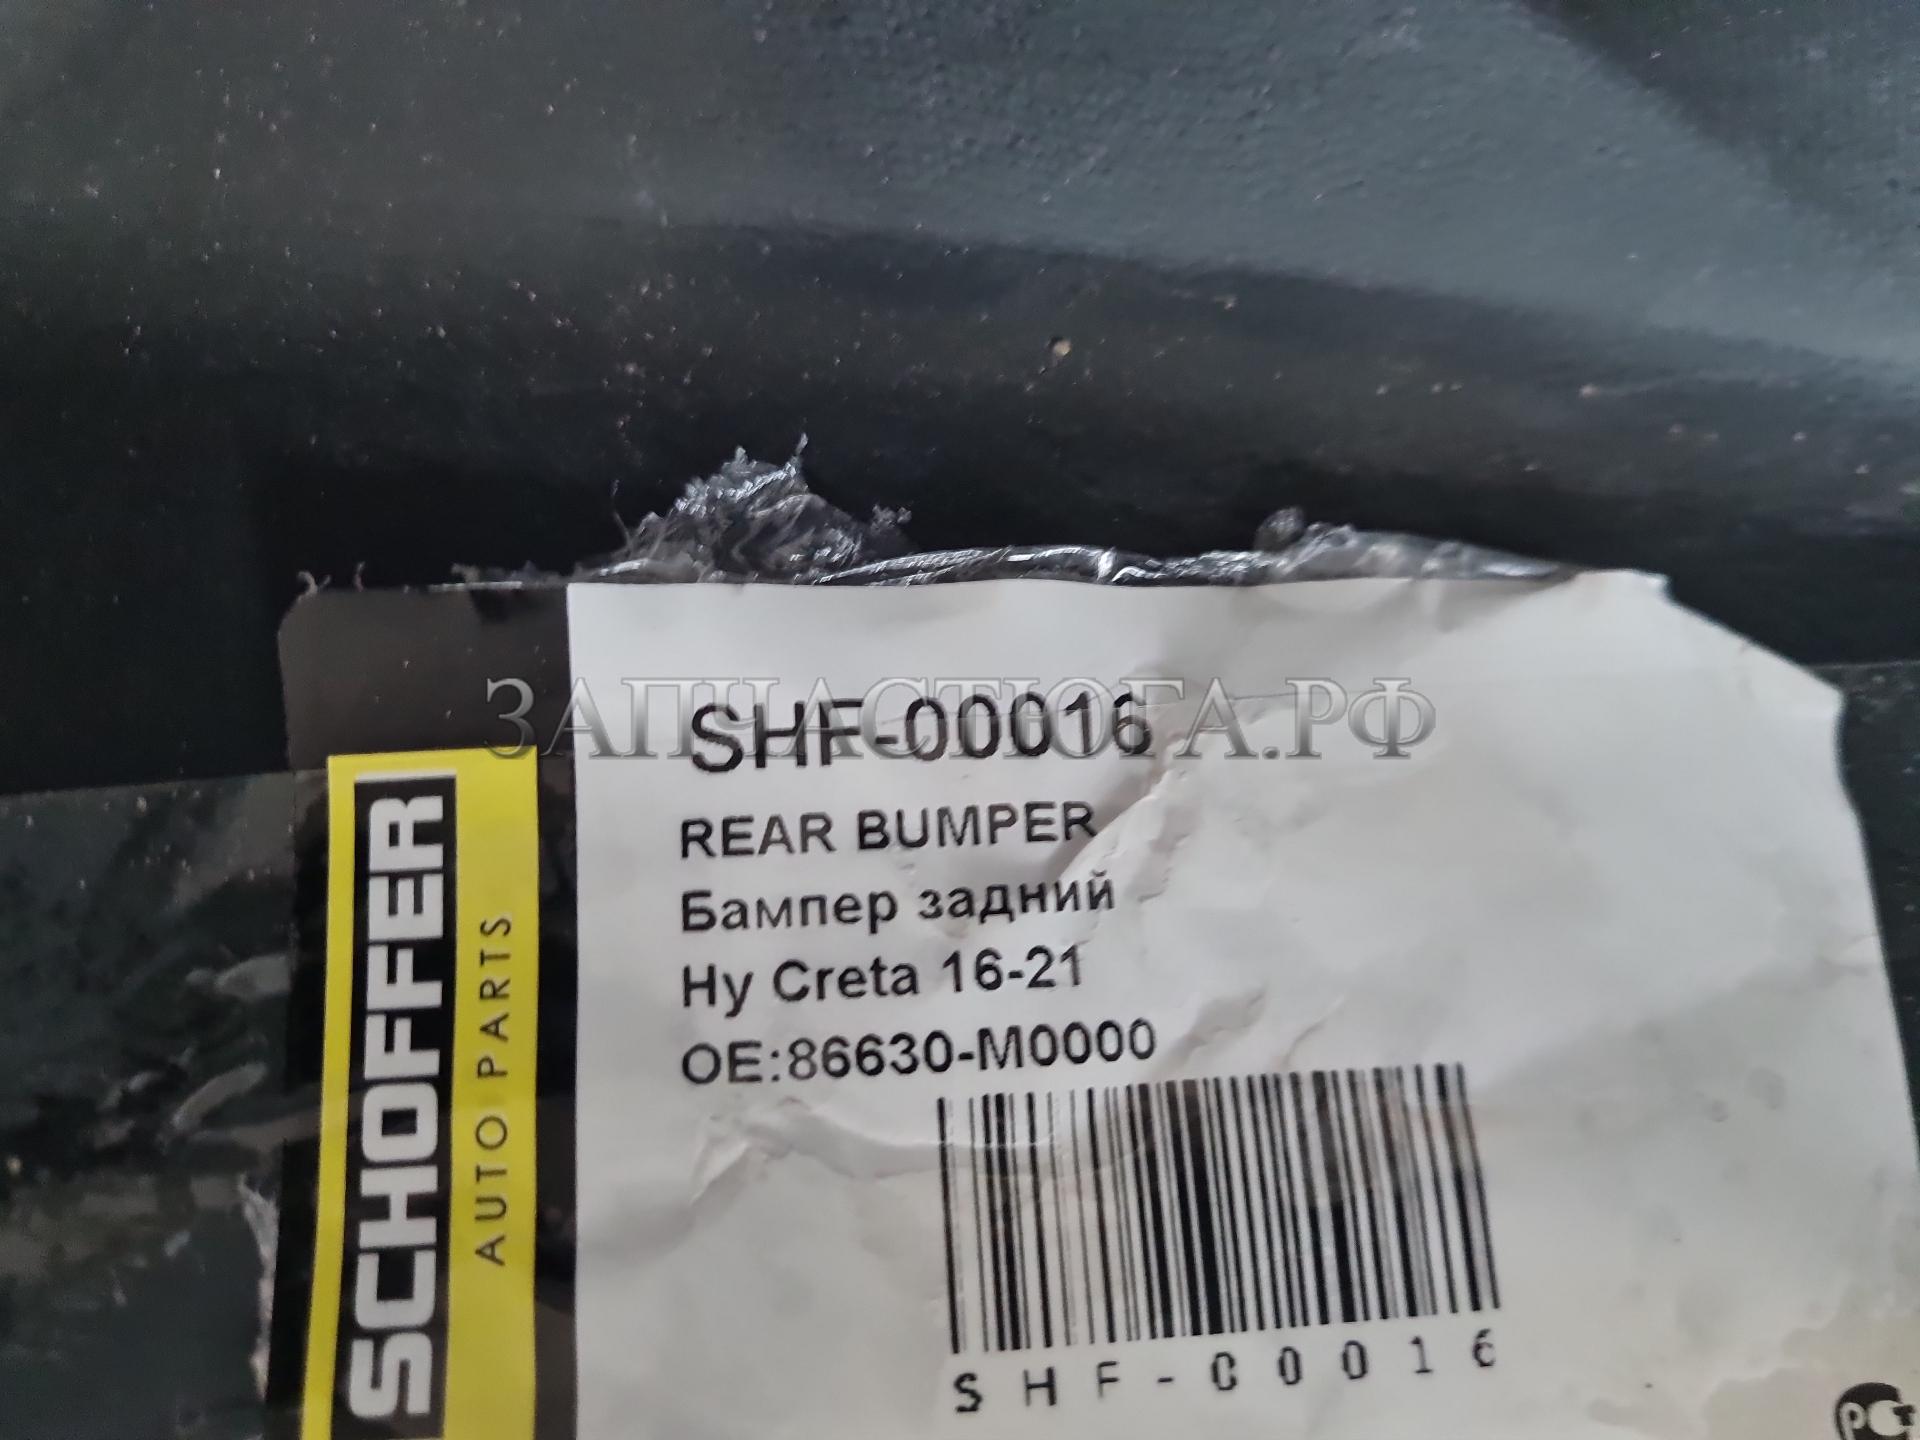 ЗАПЧАСТЮГА.РФ
SHF-00016
REAR BUMPER
Бампер задний
Hy Creta 16-21
OE:86630-M0000
SHF-00016
SCHOFFER
AUTO PARTS
РСТ